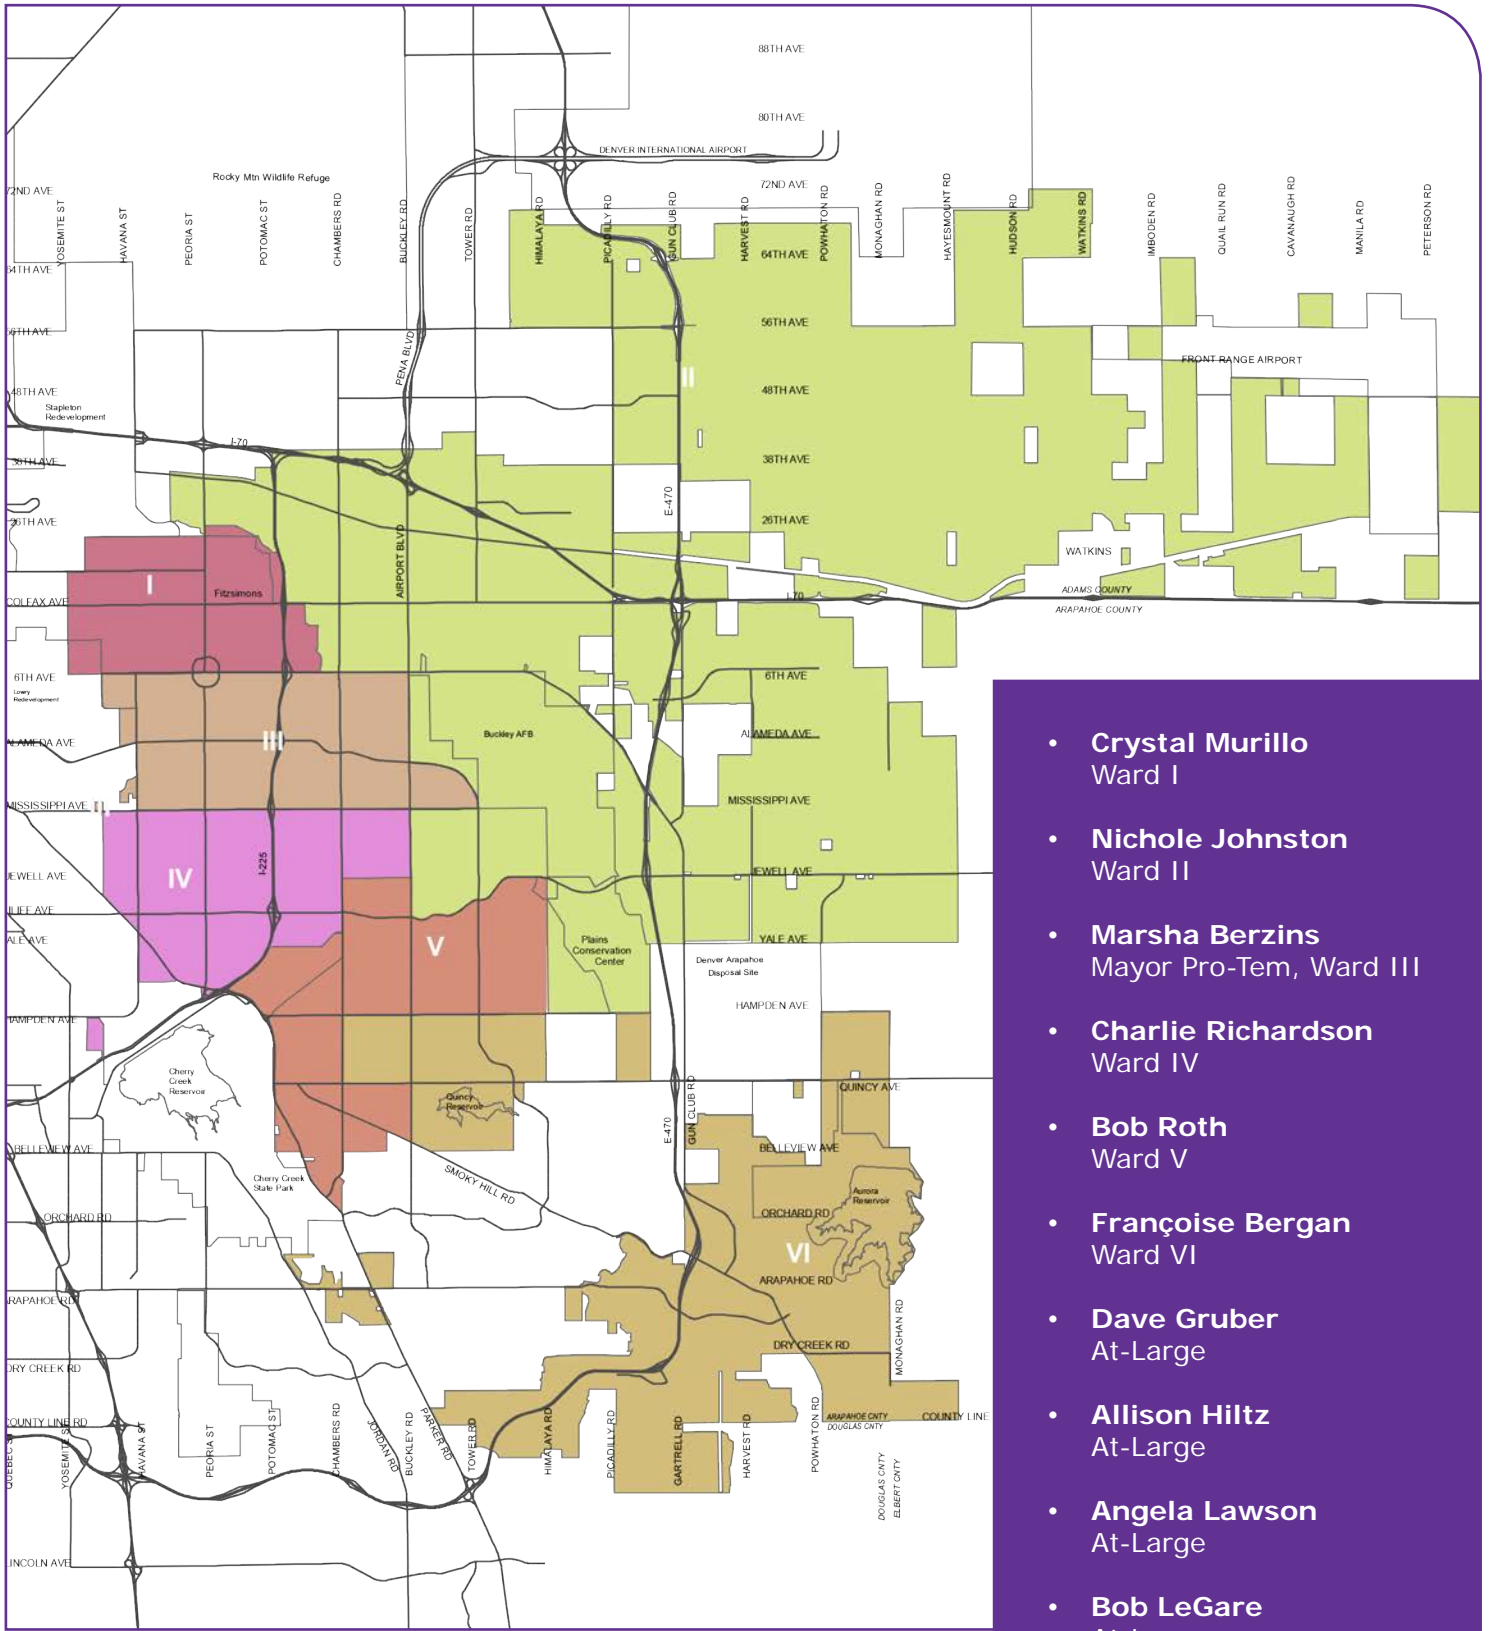 88TH AVE
80TH AVE
DENVER INTERNATIONAL AIRPORT
Rocky Mtn Wildlife Refuge
72ND AVE
72ND AVE
YOSEMITE ST
HAVANA ST
PEORIA ST
POTOMAC ST
CHAMBERS RD
BUCKLEY RD
TOWER RD
HIMALAYA RD
PICADILLY RD
GUN CLUB RD
HARVEST RD
POWHATON RD
MONAGHAN RD
HAYESMOUNT RD
HUDSON RD
WATKINS RD
IMBODEN RD
QUAIL RUN RD
CAVANAUGH RD
MANILA RD
PETERSON RD
64TH AVE
64TH AVE
56TH AVE
56TH AVE
PENA BLVD
FRONT RANGE AIRPORT
II
48TH AVE
48TH AVE
Stapleton
Redevelopment
I-70
38TH AVE
38TH AVE
E-470
26TH AVE
26TH AVE
AIRPORT BLVD
WATKINS
I
Fitzsimons
COLFAX AVE
I-70
ADAMS COUNTY
ARAPAHOE COUNTY
6TH AVE
6TH AVE
Lowry
Redevelopment
ALAMEDA AVE
III
Buckley AFB
ALAMEDA AVE
MISSISSIPPI AVE
MISSISSIPPI AVE
I-225
JEWELL AVE
IV
JEWELL AVE
ILIFF AVE
YALE AVE
V
Plains
Conservation
Center
YALE AVE
Denver Arapahoe
Disposal Site
HAMPDEN AVE
HAMPDEN AVE
Cherry
Creek
Reservoir
Quincy
Reservoir
QUINCY AVE
GUN CLUB RD
E-470
BELLEVIEW AVE
BELLEVIEW AVE
Cherry Creek
State Park
SMOKY HILL RD
Aurora
Reservoir
ORCHARD RD
ORCHARD RD
VI
ARAPAHOE RD
ARAPAHOE RD
MONAGHAN RD
DRY CREEK RD
DRY CREEK RD
COUNTY LINE RD
ARAPAHOE CNTY
DOUGLAS CNTY
COUNTY LINE
QUEBEC ST
YOSEMITE ST
HAVANA ST
PEORIA ST
POTOMAC ST
CHAMBERS RD
JORDAN RD
BUCKLEY RD
PARKER RD
TOWER RD
HIMALAYA RD
PICADILLY RD
GARTRELL RD
HARVEST RD
POWHATON RD
DOUGLAS CNTY
ELBERT CNTY
LINCOLN AVE
• Crystal Murillo
Ward I
• Nichole Johnston
Ward II
• Marsha Berzins
Mayor Pro-Tem, Ward III
• Charlie Richardson
Ward IV
• Bob Roth
Ward V
• Françoise Bergan
Ward VI
• Dave Gruber
At-Large
• Allison Hiltz
At-Large
• Angela Lawson
At-Large
• Bob LeGare